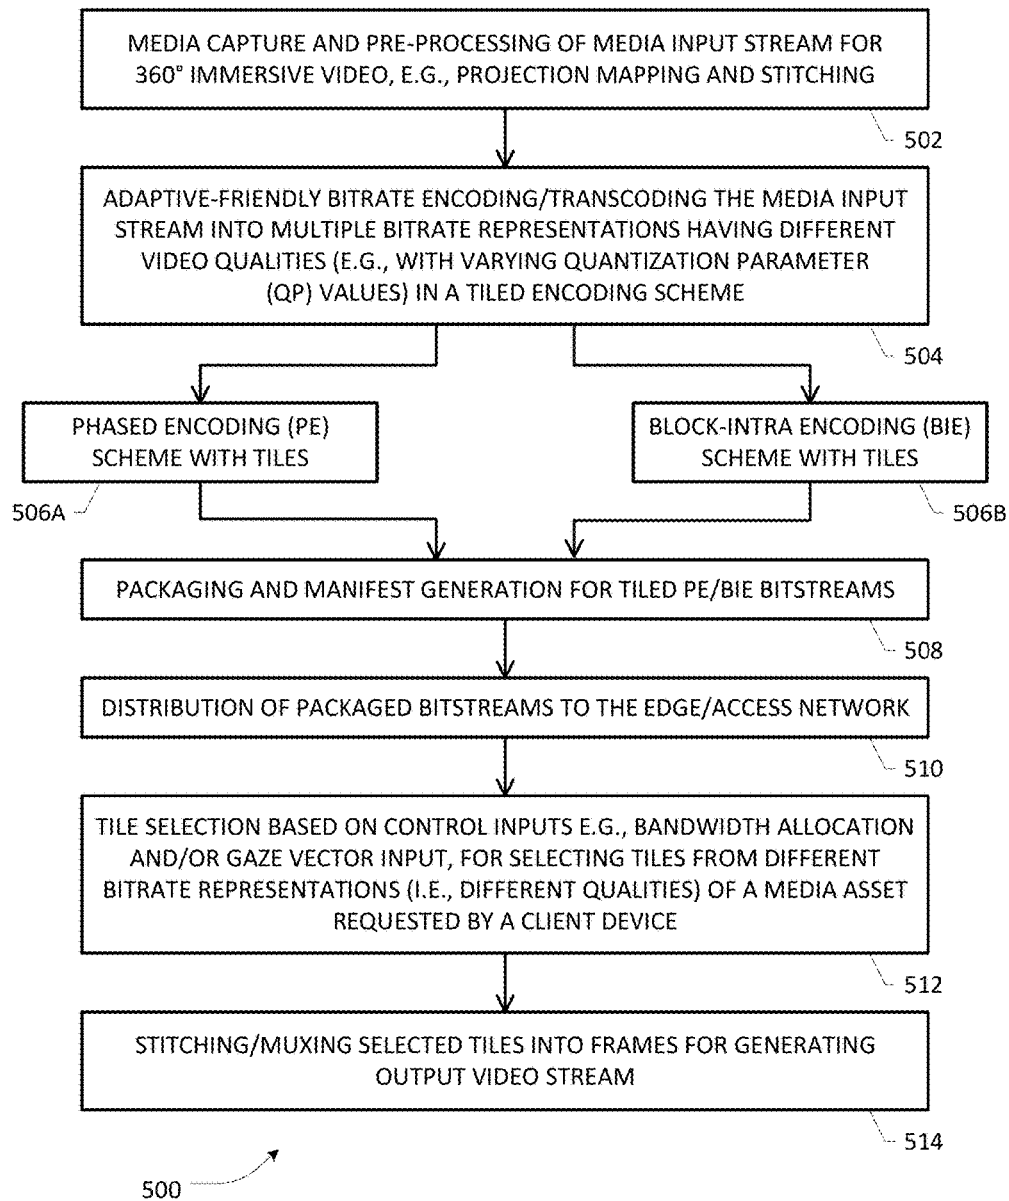 MEDIA CAPTURE AND PRE-PROCESSING OF MEDIA INPUT STREAM FOR
360° IMMERSIVE VIDEO, E.G., PROJECTION MAPPING AND STITCHING
502
ADAPTIVE-FRIENDLY BITRATE ENCODING/TRANSCODING THE MEDIA INPUT
STREAM INTO MULTIPLE BITRATE REPRESENTATIONS HAVING DIFFERENT
VIDEO QUALITIES (E.G., WITH VARYING QUANTIZATION PARAMETER
(QP) VALUES) IN A TILED ENCODING SCHEME
504
PHASED ENCODING (PE)
SCHEME WITH TILES
506A
BLOCK-INTRA ENCODING (BIE)
SCHEME WITH TILES
506B
PACKAGING AND MANIFEST GENERATION FOR TILED PE/BIE BITSTREAMS
508
DISTRIBUTION OF PACKAGED BITSTREAMS TO THE EDGE/ACCESS NETWORK
510
TILE SELECTION BASED ON CONTROL INPUTS E.G., BANDWIDTH ALLOCATION
AND/OR GAZE VECTOR INPUT, FOR SELECTING TILES FROM DIFFERENT
BITRATE REPRESENTATIONS (I.E., DIFFERENT QUALITIES) OF A MEDIA ASSET
REQUESTED BY A CLIENT DEVICE
512
STITCHING/MUXING SELECTED TILES INTO FRAMES FOR GENERATING
OUTPUT VIDEO STREAM
514
500